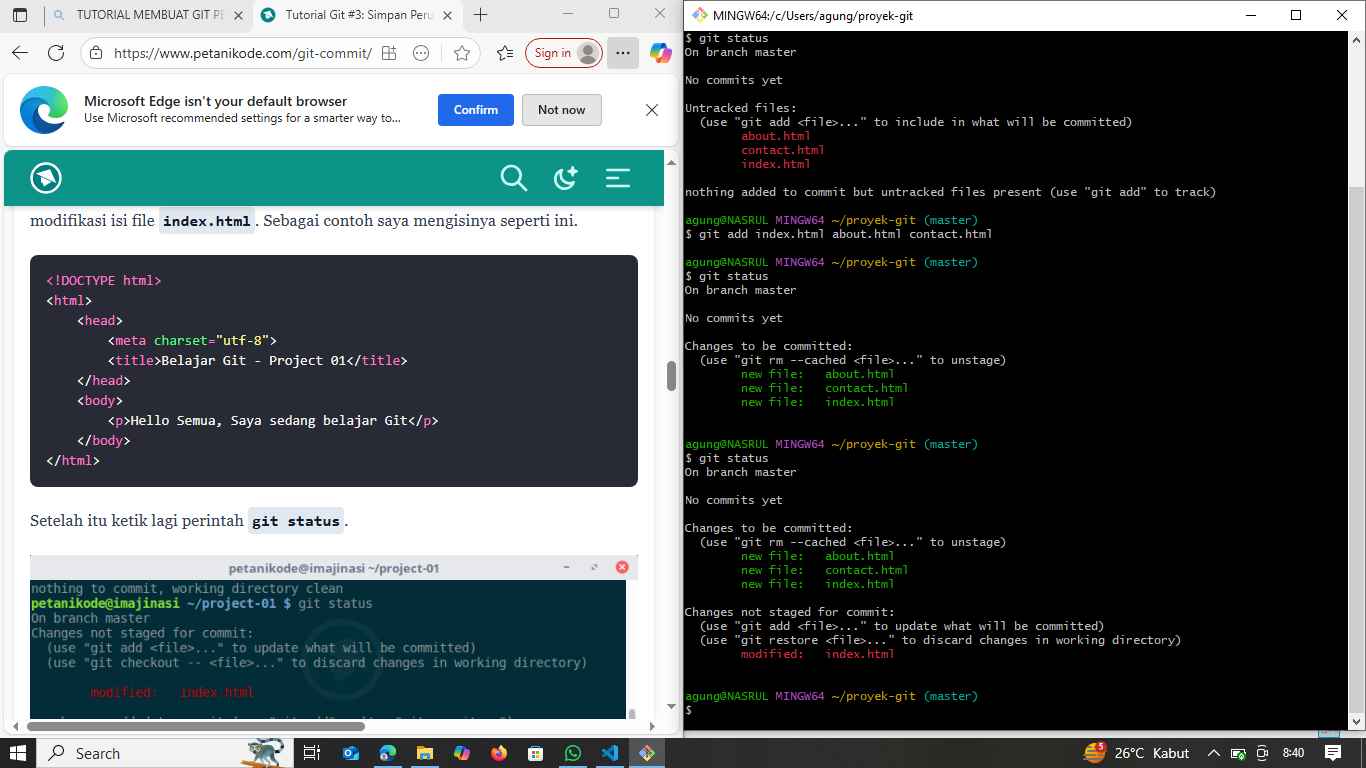 TUTORIAL MEMBUAT GIT PE
Tutorial Git #3: Simpan Peru
https://www.petanikode.com/git-commit/
Sign in
Microsoft Edge isn't your default browser
Use Microsoft recommended settings for a smarter way to...
Confirm
Not now
modifikasi isi file index.html. Sebagai contoh saya mengisinya seperti ini.
<!DOCTYPE html>
<html>
<head>
<meta charset="utf-8">
<title>Belajar Git - Project 01</title>
</head>
<body>
<p>Hello Semua, Saya sedang belajar Git</p>
</body>
</html>
Setelah itu ketik lagi perintah git status.
petanikode@imajinasi ~/project-01
nothing to commit, working directory clean
petanikode@imajinasi ~/project-01 $ git status
On branch master
Changes not staged for commit:
(use "git add <file>..." to update what will be committed)
(use "git checkout -- <file>..." to discard changes in working directory)
modified:   index.html
MINGW64:/c/Users/agung/proyek-git
$ git status
On branch master
No commits yet
Untracked files:
(use "git add <file>..." to include in what will be committed)
about.html
contact.html
index.html
nothing added to commit but untracked files present (use "git add" to track)
agung@NASRUL MINGW64 ~/proyek-git (master)
$ git add index.html about.html contact.html
agung@NASRUL MINGW64 ~/proyek-git (master)
$ git status
On branch master
No commits yet
Changes to be committed:
(use "git rm --cached <file>..." to unstage)
new file:   about.html
new file:   contact.html
new file:   index.html
agung@NASRUL MINGW64 ~/proyek-git (master)
$ git status
On branch master
No commits yet
Changes to be committed:
(use "git rm --cached <file>..." to unstage)
new file:   about.html
new file:   contact.html
new file:   index.html
Changes not staged for commit:
(use "git add <file>..." to update what will be committed)
(use "git restore <file>..." to discard changes in working directory)
modified:   index.html
agung@NASRUL MINGW64 ~/proyek-git (master)
$
Search
5
26°C Kabut
8:40